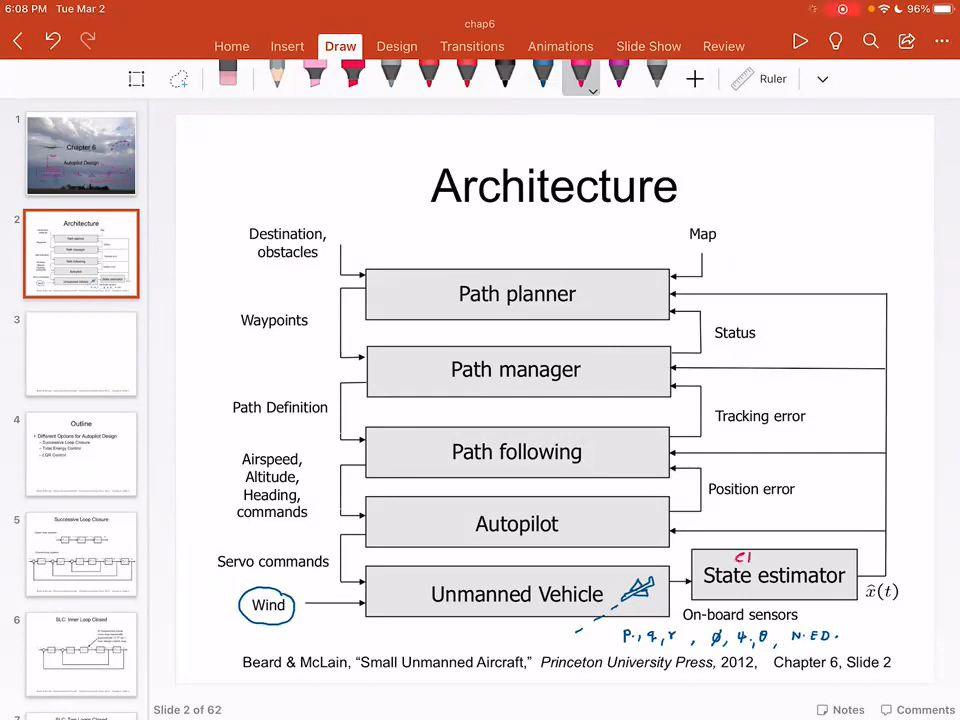 6:08 PM Tue Mar 2
96%
chap6
Home Insert Draw Design Transitions Animations Slide Show Review
Ruler
1
Chapter 6
Autopilot Design
2
Architecture
3
4
Outline
• Different Options for Autopilot Design
– Successive Loop Closure
– Total Energy Control
– LQR Control
5
Successive Loop Closure
6
SLC: Inner Loop Closed
7
Architecture
Destination,
obstacles
Map
Path planner
Waypoints
Status
Path manager
Path Definition
Tracking error
Path following
Airspeed,
Altitude,
Heading,
commands
Position error
Autopilot
Servo commands
Unmanned Vehicle
State estimator
x̂(t)
Wind
On-board sensors
p, q, r, φ, ψ, θ, N.E.D.
Beard & McLain, “Small Unmanned Aircraft,” Princeton University Press, 2012, Chapter 6, Slide 2
Slide 2 of 62
Notes Comments